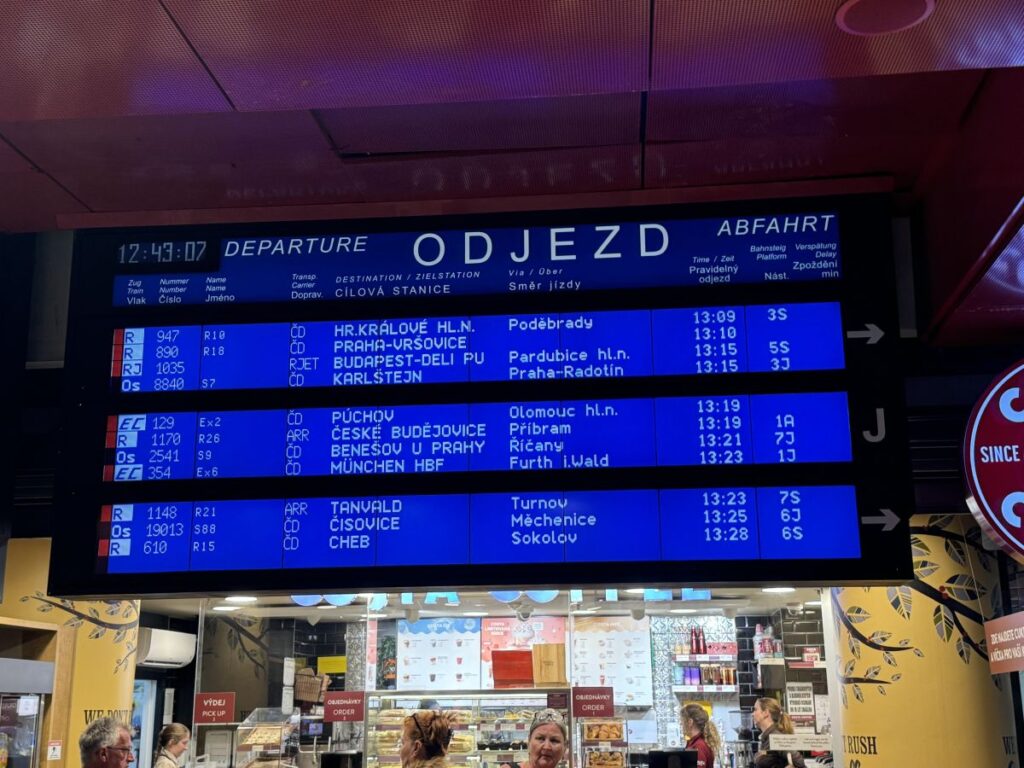 12:43:07 DEPARTURE ODJEZD ABFAHRT
Zug Nummer Name Transp. DESTINATION / ZIELSTATION Via / Über Time / Zeit Bahnsteig Verspätung
Train Number Name Carrier CÍLOVÁ STANICE Směr jízdy Pravidelný Platform Delay
Vlak Číslo Jméno Doprav. odjezd Nást. Zpoždění
min
R 947 R10 ČD HR.KRÁLOVÉ HL.N. Poděbrady 13:09 3S
R 890 R18 ČD PRAHA-VRŠOVICE 13:10
RJ 1035 RJET BUDAPEST-DELI PU Pardubice hl.n. 13:15 5S
Os 8840 S7 ČD KARLŠTEJN Praha-Radotín 13:15 3J
EC 129 Ex2 ČD PÚCHOV Olomouc hl.n. 13:19
R 1170 R26 ARR ČESKÉ BUDĚJOVICE Příbram 13:19 1A
Os 2541 S9 ČD BENEŠOV U PRAHY Říčany 13:21 7J
EC 354 Ex6 ČD MÜNCHEN HBF Furth i.Wald 13:23 1J
J
R 1148 R21 ARR TANVALD Turnov 13:23 7S
Os 19013 S88 ČD ČISOVICE Měchenice 13:25 6J
R 610 R15 ČD CHEB Sokolov 13:28 6S
SINCE
VÝDEJ
PICK UP
OBJEDNÁVKY
ORDER
OBJEDNÁVKY
ORDER